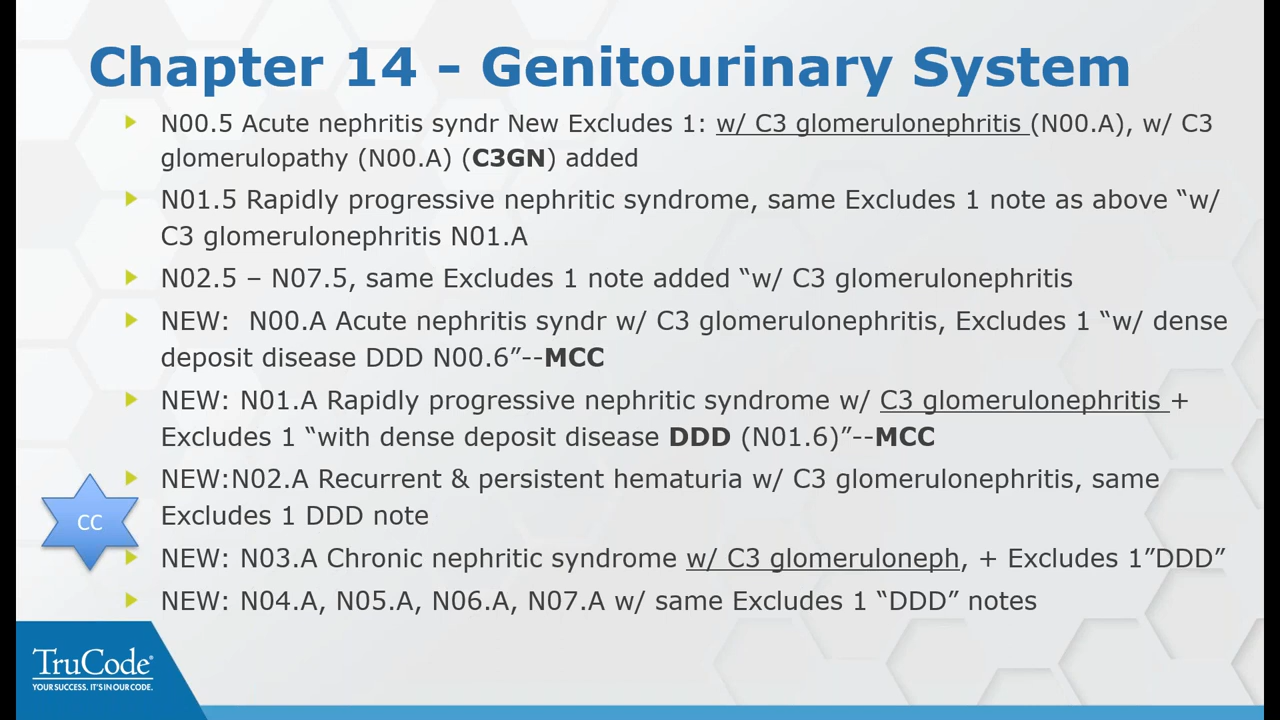 Chapter 14 - Genitourinary System
N00.5 Acute nephritis syndr New Excludes 1: w/ C3 glomerulonephritis (N00.A), w/ C3
glomerulopathy (N00.A) (C3GN) added
N01.5 Rapidly progressive nephritic syndrome, same Excludes 1 note as above “w/
C3 glomerulonephritis N01.A
N02.5 – N07.5, same Excludes 1 note added “w/ C3 glomerulonephritis
NEW:  N00.A Acute nephritis syndr w/ C3 glomerulonephritis, Excludes 1 “w/ dense
deposit disease DDD N00.6”--MCC
NEW: N01.A Rapidly progressive nephritic syndrome w/ C3 glomerulonephritis +
Excludes 1 “with dense deposit disease DDD (N01.6)”--MCC
NEW:N02.A Recurrent & persistent hematuria w/ C3 glomerulonephritis, same
Excludes 1 DDD note
CC
NEW: N03.A Chronic nephritic syndrome w/ C3 glomeruloneph, + Excludes 1”DDD”
NEW: N04.A, N05.A, N06.A, N07.A w/ same Excludes 1 “DDD” notes
TruCode®
YOUR SUCCESS. IT'S IN OUR CODE.